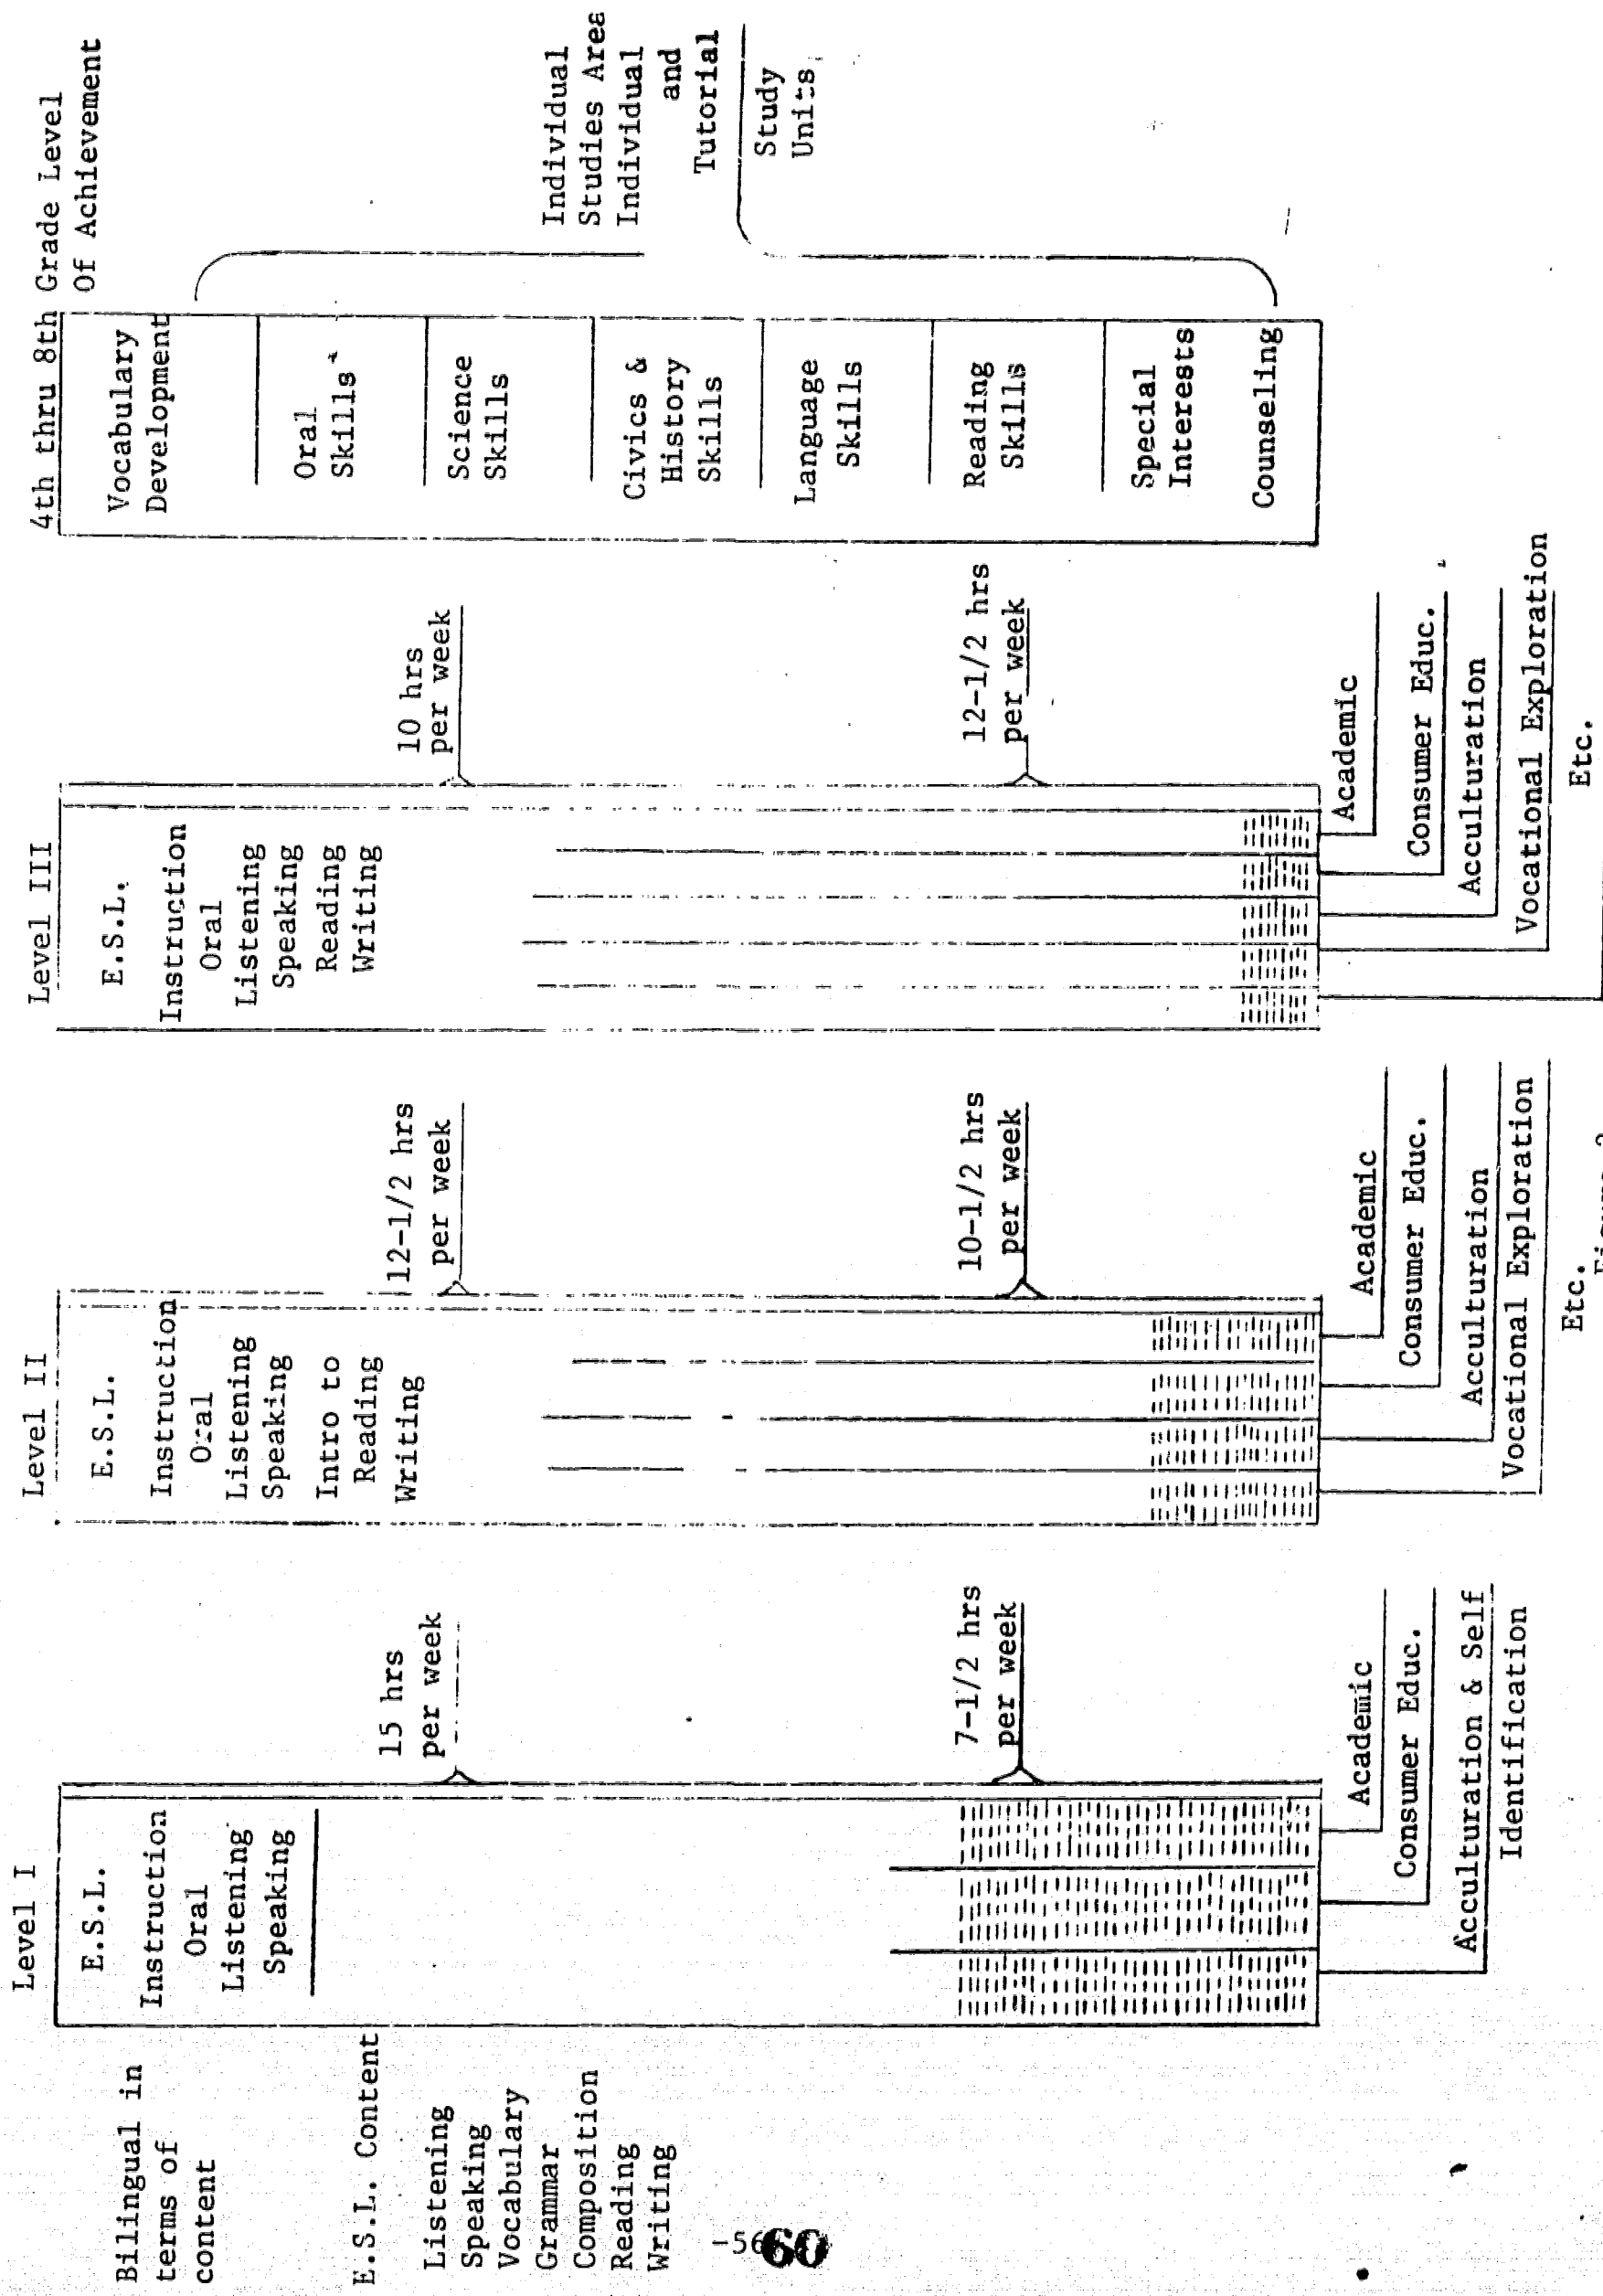 Bilingual in
terms of
content
E.S.L. Content
Listening
Speaking
Vocabulary
Grammar
Composition
Reading
Writing
Level I
E.S.L.
Instruction
Oral
Listening
Speaking
15 hrs
per week
7-1/2 hrs
per week
Academic
Consumer Educ.
Acculturation & Self
Identification
Level II
E.S.L.
Instruction
Oral
Listening
Speaking
Intro to
Reading
Writing
12-1/2 hrs
per week
10-1/2 hrs
per week
Academic
Consumer Educ.
Acculturation
Vocational Exploration
Etc.
Level III
E.S.L.
Instruction
Oral
Listening
Speaking
Reading
Writing
10 hrs
per week
12-1/2 hrs
per week
Academic
Consumer Educ.
Acculturation
Vocational Exploration
Etc.
4th thru 8th Grade Level
Of Achievement
Vocabulary
Development
Oral
Skills
Science
Skills
Civics &
History
Skills
Language
Skills
Reading
Skills
Special
Interests
Counseling
Individual
Studies Area
Individual
and
Tutorial
Study
Units
-56
60